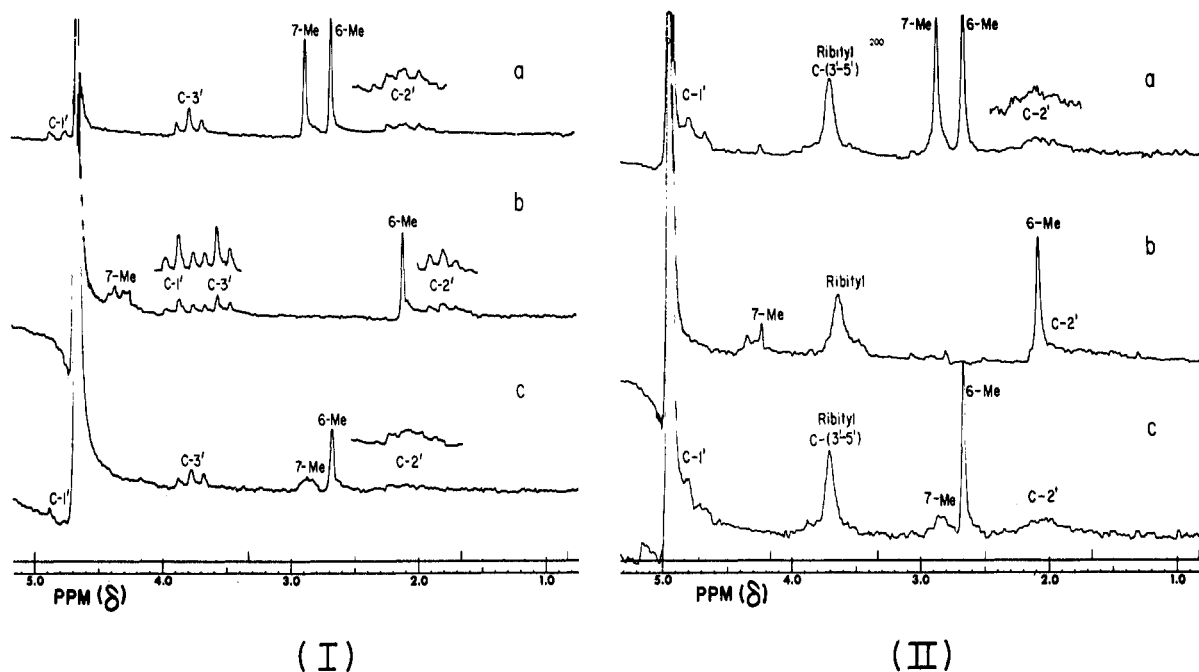 7-Me
6-Me
a
C-3'
C-2'
C-1'
b
6-Me
7-Me
C-1'
C-3'
C-2'
c
6-Me
7-Me
C-3'
C-2'
C-1'
5.0 4.0 3.0 2.0 1.0
PPM (δ)
(I)
7-Me
6-Me
200
Ribityl
C-(3'-5')
a
C-1'
C-2'
b
6-Me
Ribityl
7-Me
C-2'
c
6-Me
Ribityl
C-(3'-5')
C-1'
7-Me
C-2'
5.0 4.0 3.0 2.0 1.0
PPM (δ)
(II)